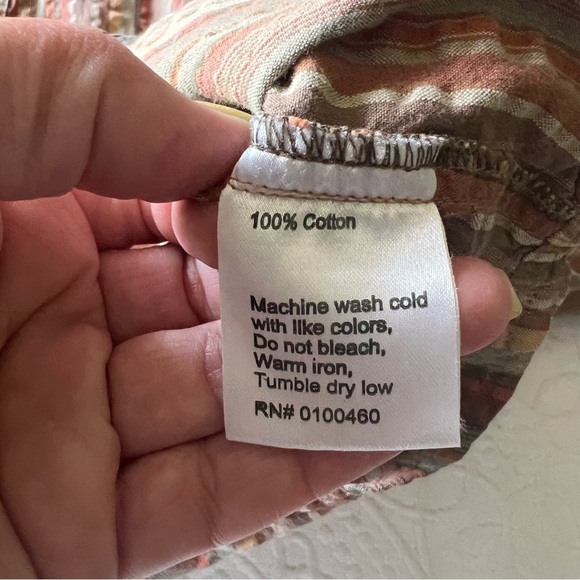 100% Cotton
Machine wash cold
with like colors,
Do not bleach,
Warm iron,
Tumble dry low
RN# 0100460